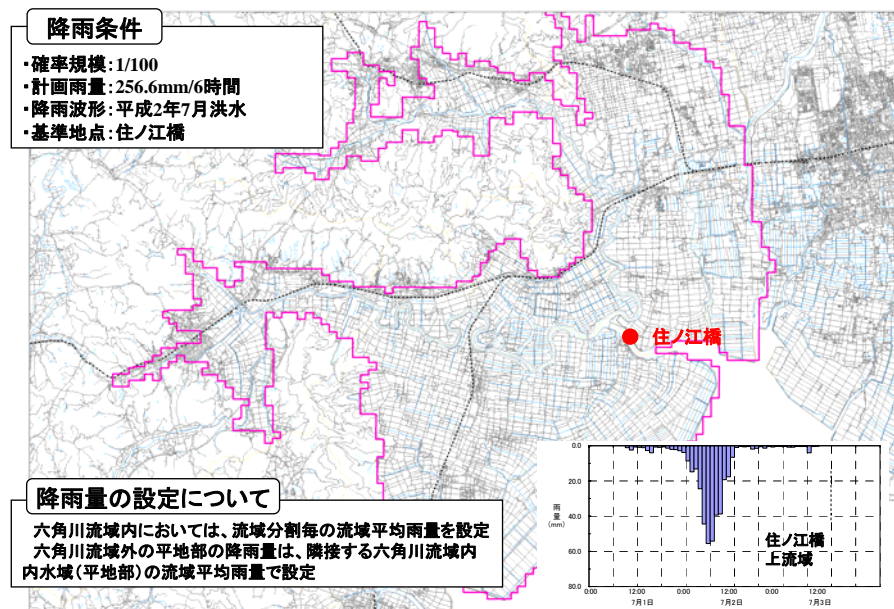 降雨条件
・確率規模:1/100
・計画雨量:256.6mm/6時間
・降雨波形:平成2年7月洪水
・基準地点:住ノ江橋
住ノ江橋
降雨量の設定について
六角川流域内においては、流域分割毎の流域平均雨量を設定
六角川流域外の平地部の降雨量は、隣接する六角川流域内
内水域(平地部)の流域平均雨量で設定
0.0
20.0
40.0
60.0
80.0
雨量
(mm)
住ノ江橋
上流域
0:00 12:00 0:00 12:00 0:00 12:00 0:00
7月1日 7月2日 7月3日